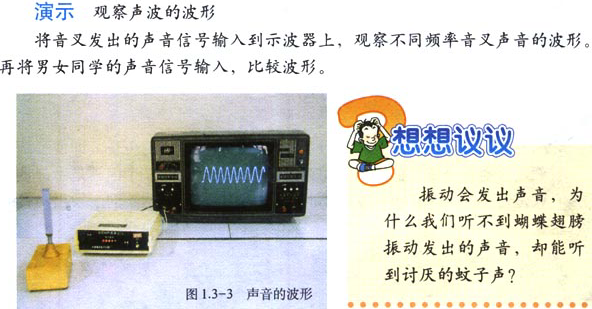 演示 观察声波的波形
将音叉发出的声音信号输入到示波器上，观察不同频率音叉声音的波形。
再将男女同学的声音信号输入，比较波形。
图1.3-3 声音的波形
想想议议
振动会发出声音，为
什么我们听不到蝴蝶翅膀
振动发出的声音，却能听
到讨厌的蚊子声？